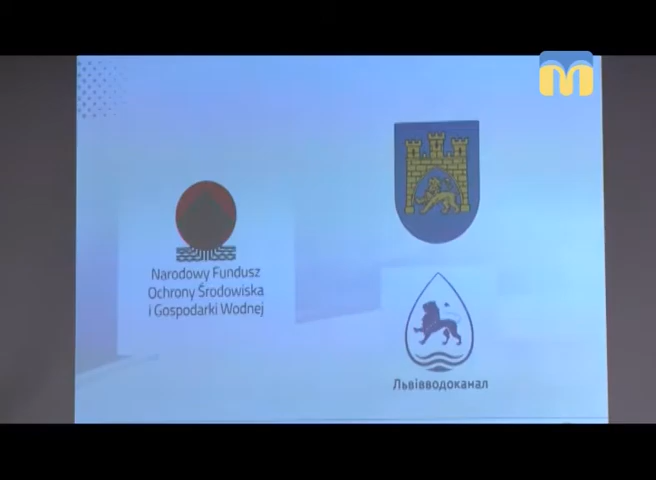 Narodowy Fundusz
Ochrony Środowiska
i Gospodarki Wodnej
Львівводоканал